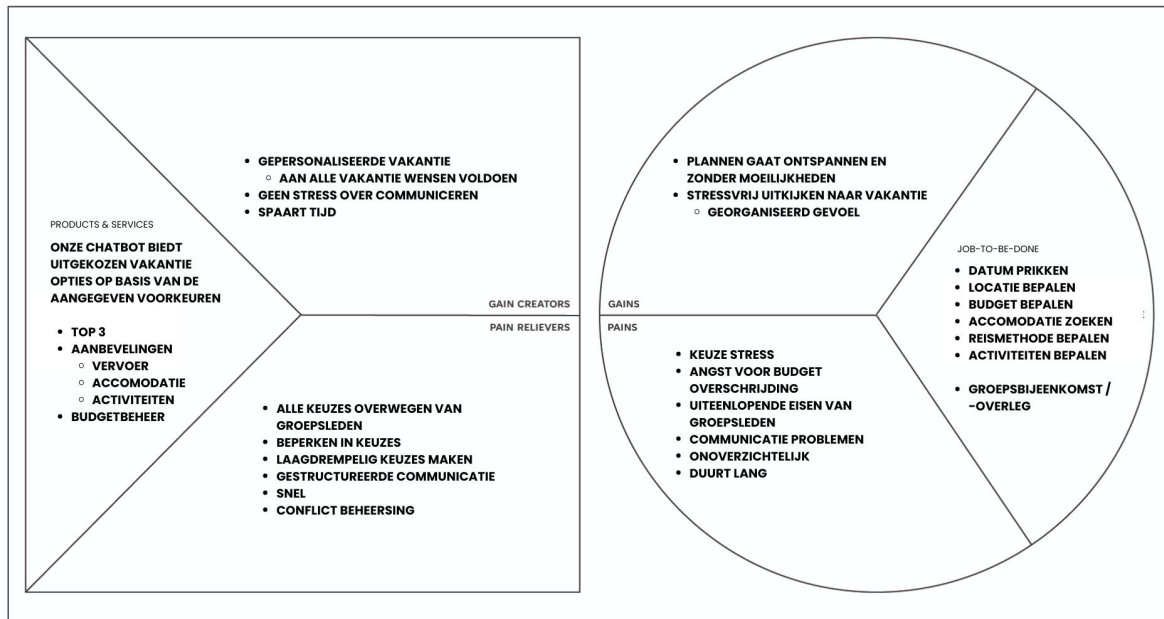 PRODUCTS & SERVICES
ONZE CHATBOT BIEDT
UITGEKOZEN VAKANTIE
OPTIES OP BASIS VAN DE
AANGEGEVEN VOORKEUREN
• TOP 3
• AANBEVELINGEN
○ VERVOER
○ ACCOMODATIE
○ ACTIVITEITEN
• BUDGETBEHEER
• GEPERSONALISEERDE VAKANTIE
○ AAN ALLE VAKANTIE WENSEN VOLDOEN
• GEEN STRESS OVER COMMUNICEREN
• SPAART TIJD
GAIN CREATORS
PAIN RELIEVERS
• ALLE KEUZES OVERWEGEN VAN
GROEPSLEDEN
• BEPERKEN IN KEUZES
• LAAGDREMPELIG KEUZES MAKEN
• GESTRUCTUREERDE COMMUNICATIE
• SNEL
• CONFLICT BEHEERSING
• PLANNEN GAAT ONTSPANNEN EN
ZONDER MOEILIJKHEDEN
• STRESSVRIJ UITKIJKEN NAAR VAKANTIE
○ GEORGANISEERD GEVOEL
GAINS
PAINS
• KEUZE STRESS
• ANGST VOOR BUDGET
OVERSCHRIJDING
• UITEENLOPENDE EISEN VAN
GROEPSLEDEN
• COMMUNICATIE PROBLEMEN
• ONOVERZICHTELIJK
• DUURT LANG
JOB-TO-BE-DONE
• DATUM PRIKKEN
• LOCATIE BEPALEN
• BUDGET BEPALEN
• ACCOMODATIE ZOEKEN
• REISMETHODE BEPALEN
• ACTIVITEITEN BEPALEN
• GROEPSBIJEENKOMST /
-OVERLEG